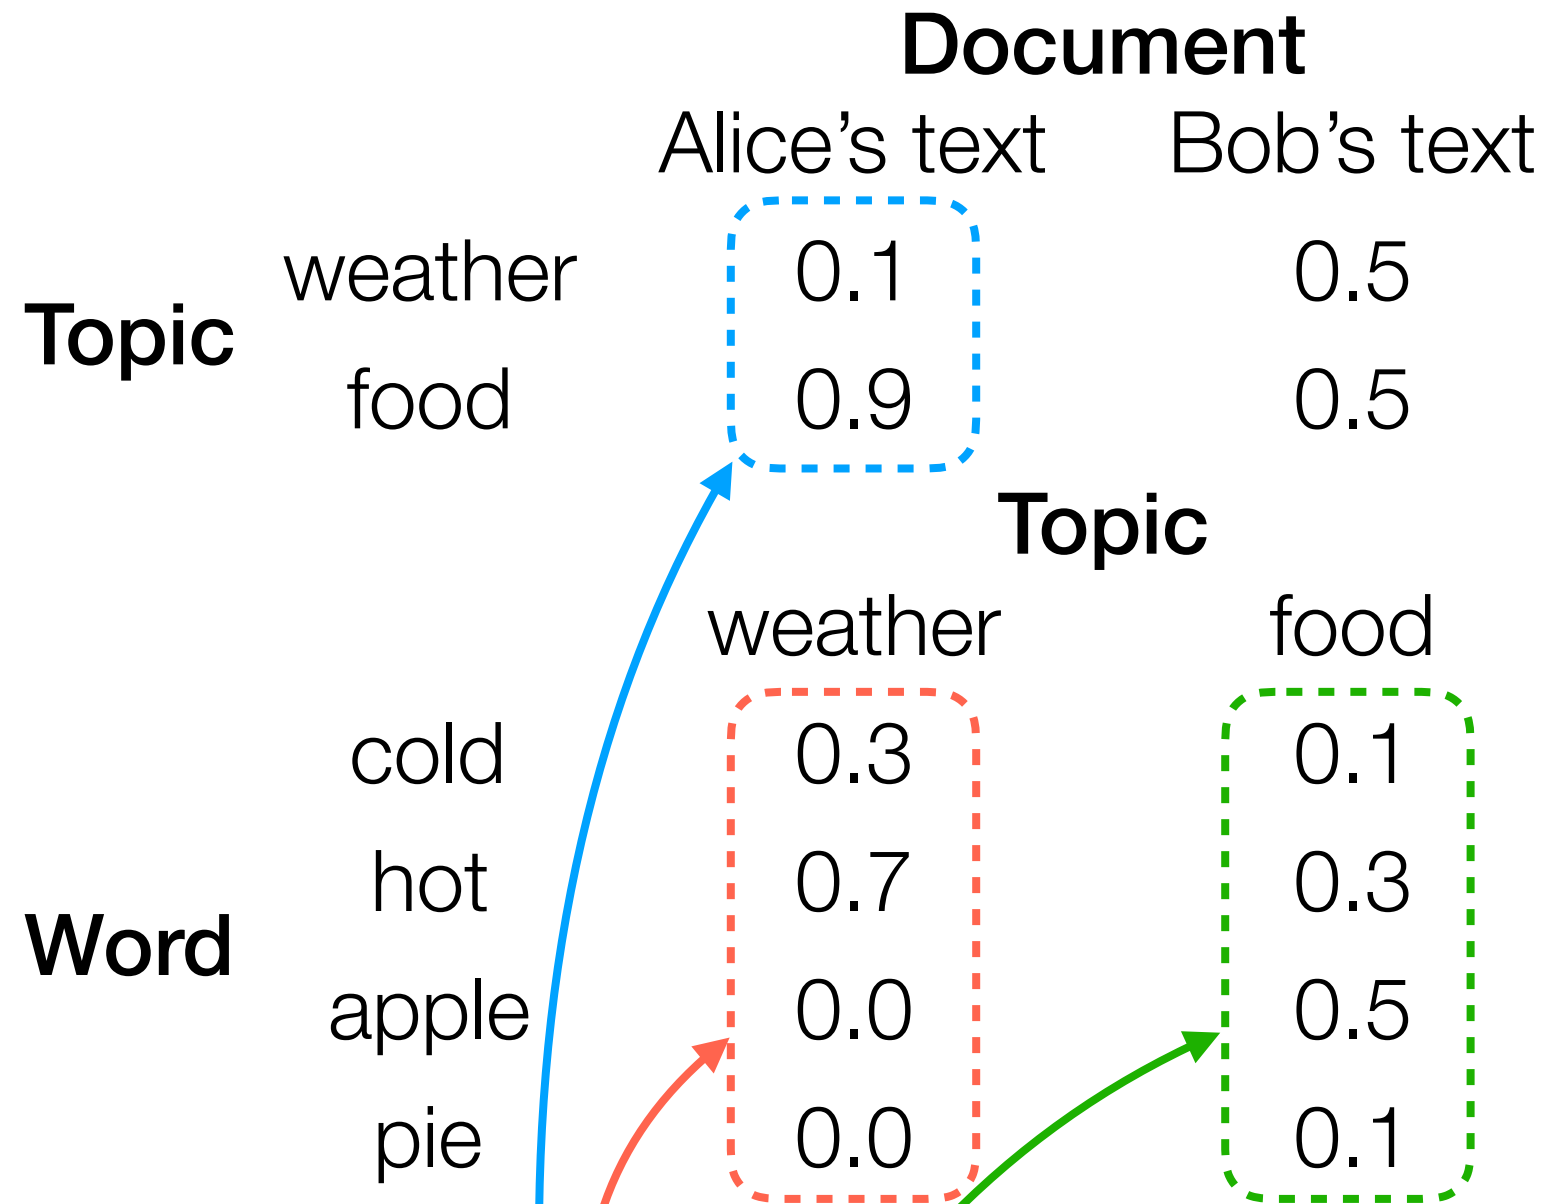 Document
Alice's text Bob's text
weather 0.1 0.5
Topic
food 0.9 0.5
Topic
weather food
cold 0.3 0.1
hot 0.7 0.3
Word
apple 0.0 0.5
pie 0.0 0.1